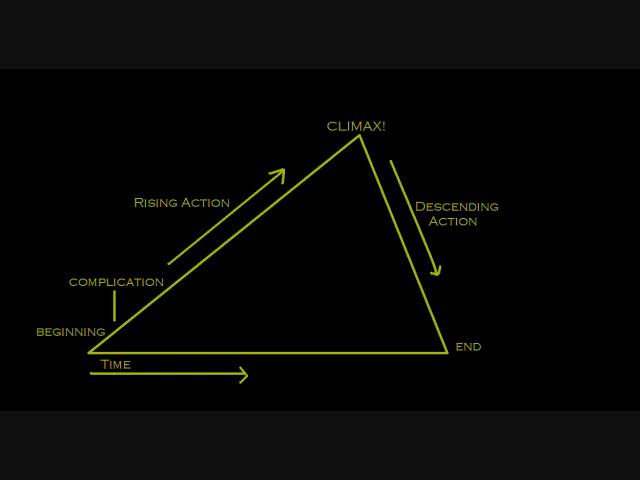 CLIMAX!
RISING ACTION
DESCENDING
ACTION
COMPLICATION
BEGINNING
END
TIME